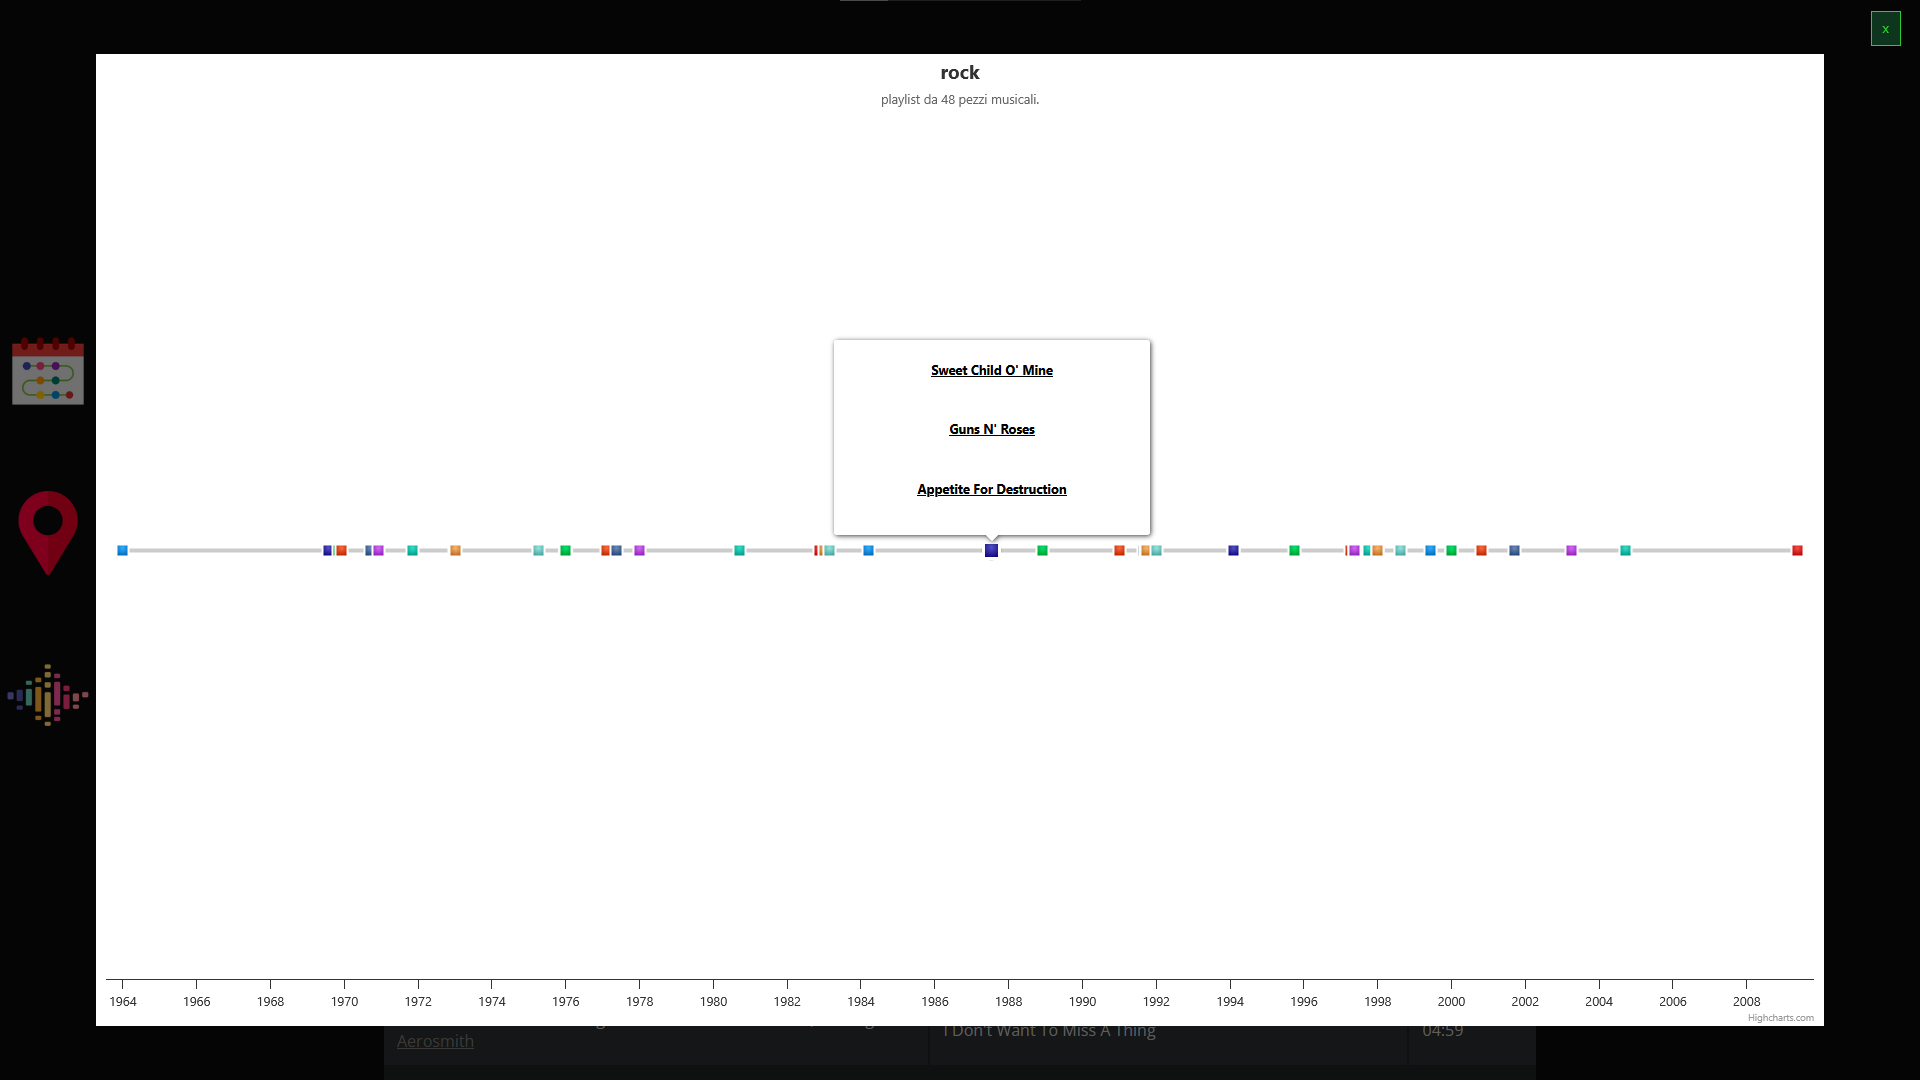 x
rock
playlist da 48 pezzi musicali.
Sweet Child O' Mine
Guns N' Roses
Appetite For Destruction
1964 1966 1968 1970 1972 1974 1976 1978 1980 1982 1984 1986 1988 1990 1992 1994 1996 1998 2000 2002 2004 2006 2008
Highcharts.com
I Don't Want To Miss A Thing 04:59
Aerosmith